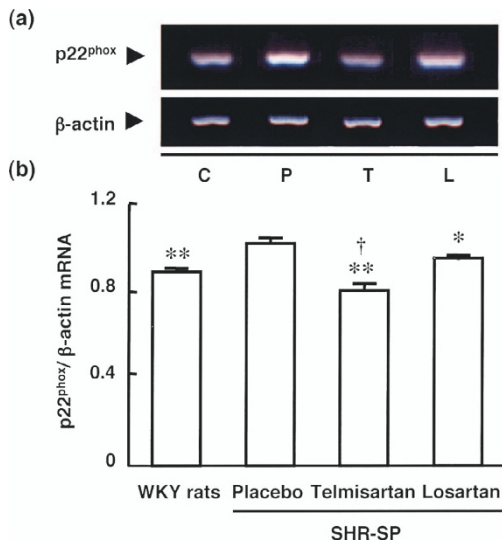 (a)
p22phox
β-actin
C P T L
(b)
p22phox/ β-actin mRNA
1.2
0.8
0.4
0
**
†
**
*
WKY rats Placebo Telmisartan Losartan
SHR-SP